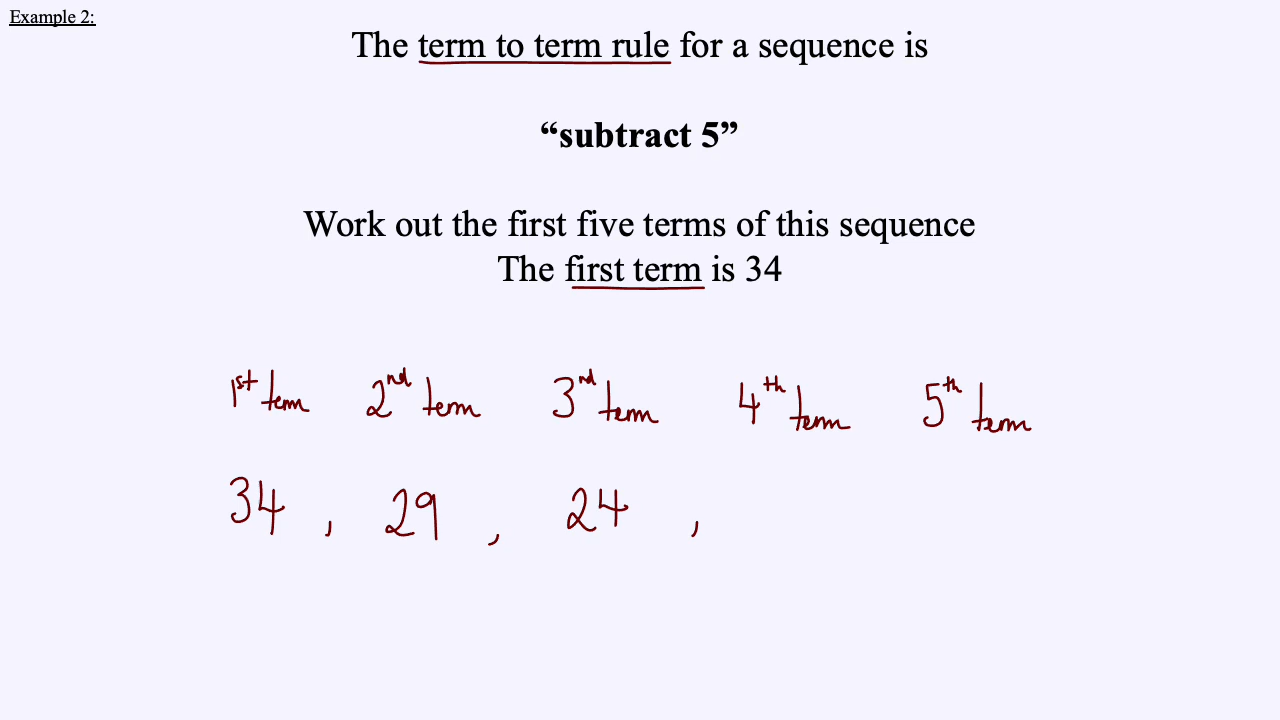 Example 2:
The term to term rule for a sequence is
“subtract 5”
Work out the first five terms of this sequence
The first term is 34
1st term 2nd term 3rd term 4th term 5th term
34 , 29 , 24 ,